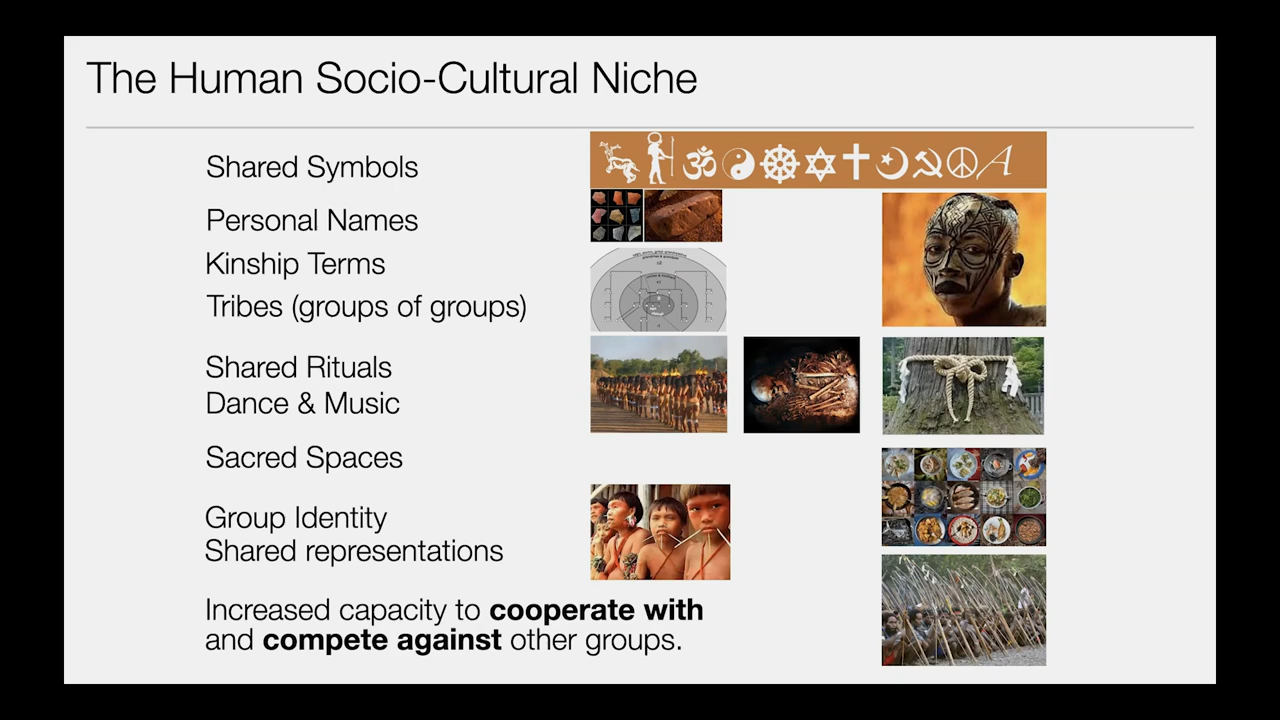 The Human Socio-Cultural Niche
Shared Symbols
Personal Names
Kinship Terms
Tribes (groups of groups)
Shared Rituals
Dance & Music
Sacred Spaces
Group Identity
Shared representations
Increased capacity to cooperate with
and compete against other groups.